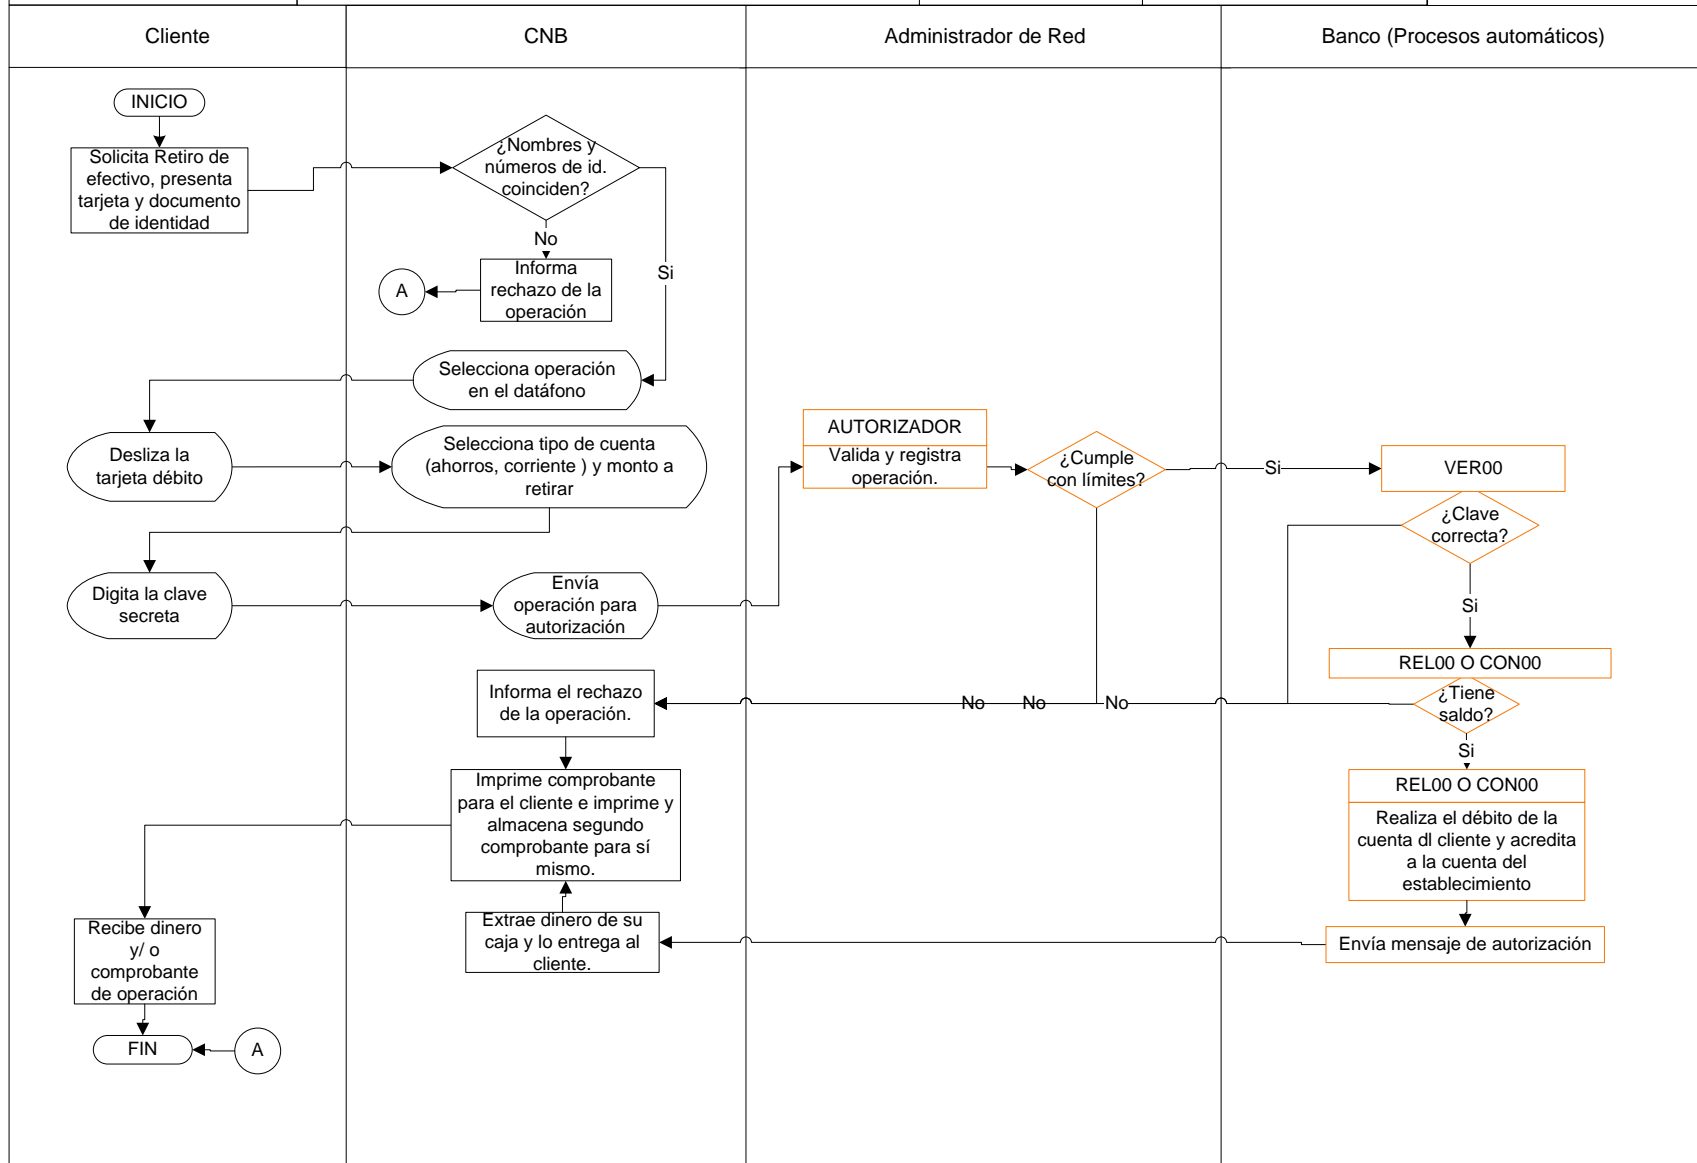 Cliente
CNB
Administrador de Red
Banco (Procesos automáticos)
INICIO
Solicita Retiro de
efectivo, presenta
tarjeta y documento
de identidad
¿Nombres y
números de id.
coinciden?
No
Si
Informa
rechazo de la
operación
A
Selecciona operación
en el datáfono
Desliza la
tarjeta débito
Selecciona tipo de cuenta
(ahorros, corriente ) y monto a
retirar
AUTORIZADOR
Valida y registra
operación.
¿Cumple
con límites?
Si
VER00
¿Clave
correcta?
Si
Digita la clave
secreta
Envía
operación para
autorización
REL00 O CON00
Informa el rechazo
de la operación.
No
No
No
¿Tiene
saldo?
Si
Imprime comprobante
para el cliente e imprime y
almacena segundo
comprobante para sí
mismo.
REL00 O CON00
Realiza el débito de la
cuenta dl cliente y acredita
a la cuenta del
establecimiento
Recibe dinero
y/ o
comprobante
de operación
Extrae dinero de su
caja y lo entrega al
cliente.
Envía mensaje de autorización
FIN
A